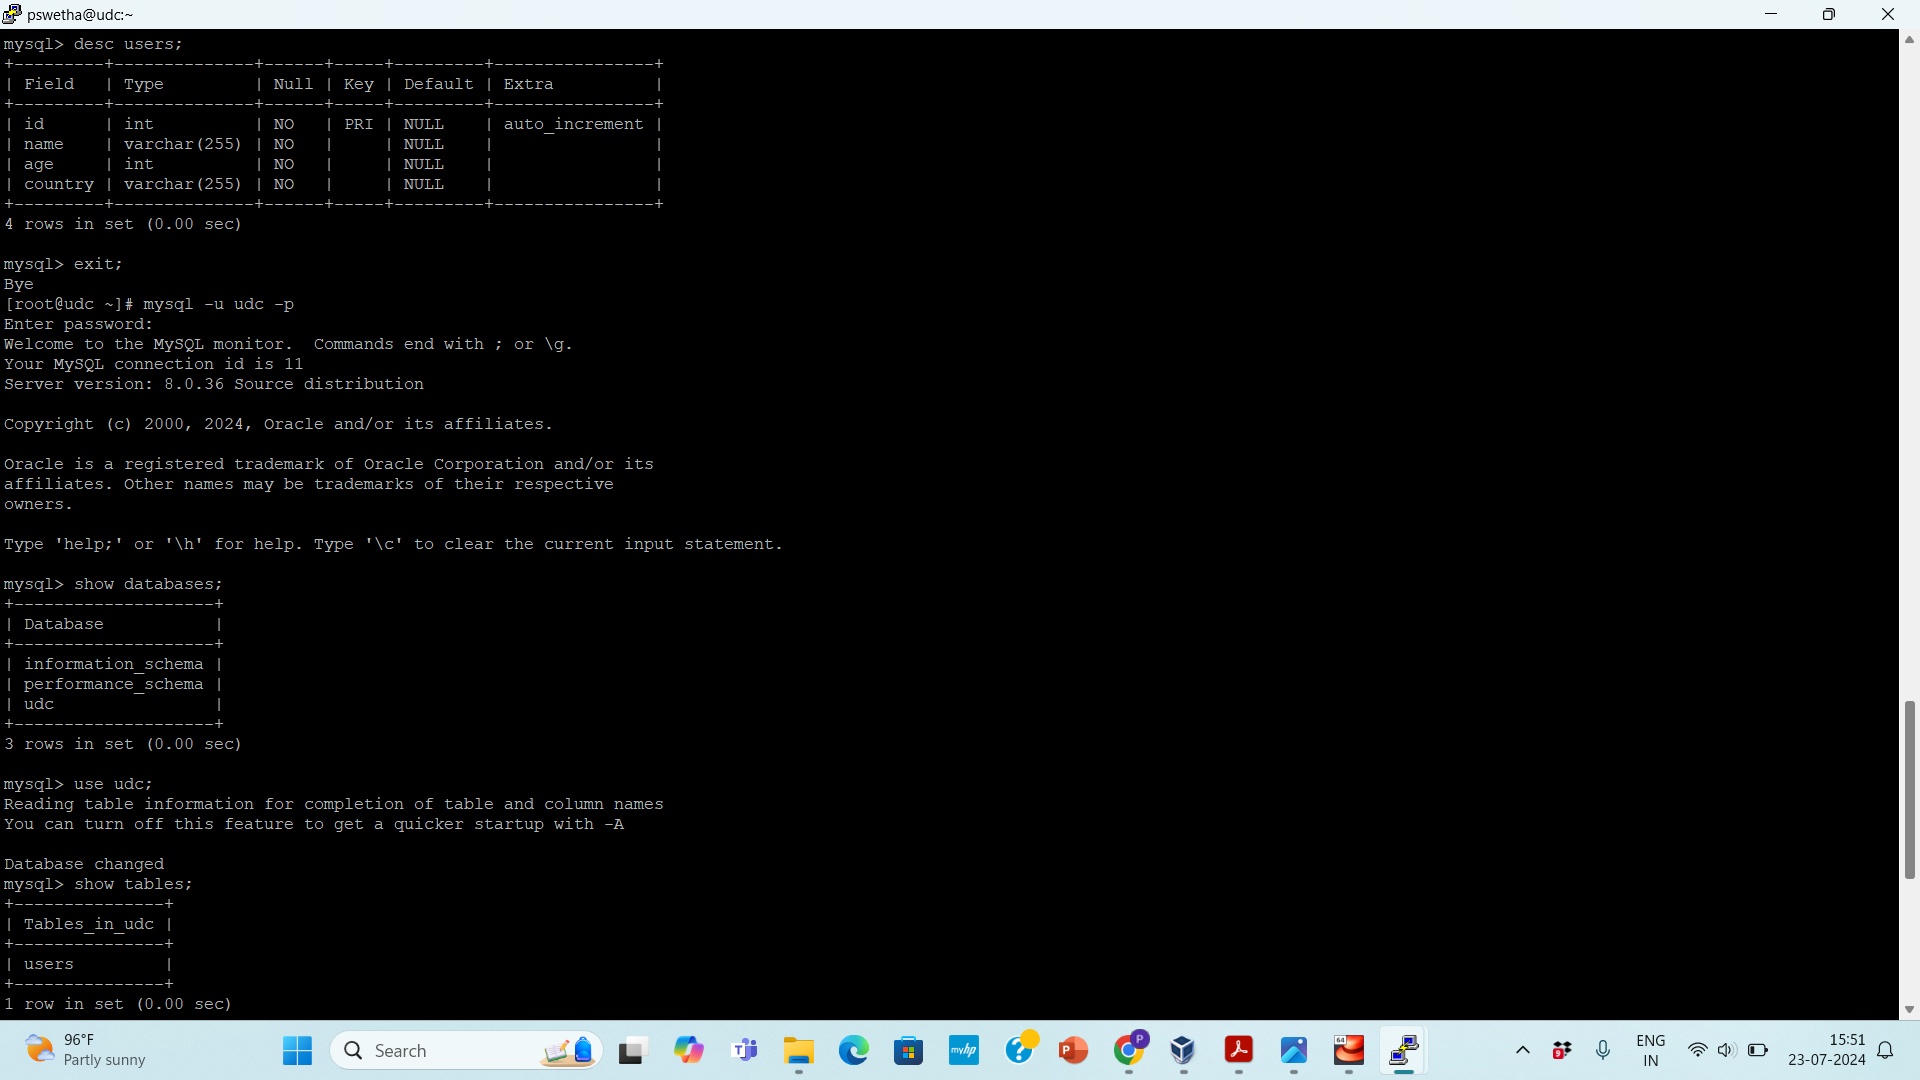 pswetha@udc:~
mysql> desc users;
+---------+--------------+------+-----+---------+----------------+
| Field   | Type         | Null | Key | Default | Extra          |
+---------+--------------+------+-----+---------+----------------+
| id      | int          | NO   | PRI | NULL    | auto_increment |
| name    | varchar(255) | NO   |     | NULL    |                |
| age     | int          | NO   |     | NULL    |                |
| country | varchar(255) | NO   |     | NULL    |                |
+---------+--------------+------+-----+---------+----------------+
4 rows in set (0.00 sec)
mysql> exit;
Bye
[root@udc ~]# mysql -u udc -p
Enter password:
Welcome to the MySQL monitor.  Commands end with ; or \g.
Your MySQL connection id is 11
Server version: 8.0.36 Source distribution
Copyright (c) 2000, 2024, Oracle and/or its affiliates.
Oracle is a registered trademark of Oracle Corporation and/or its
affiliates. Other names may be trademarks of their respective
owners.
Type 'help;' or '\h' for help. Type '\c' to clear the current input statement.
mysql> show databases;
+--------------------+
| Database           |
+--------------------+
| information_schema |
| performance_schema |
| udc                |
+--------------------+
3 rows in set (0.00 sec)
mysql> use udc;
Reading table information for completion of table and column names
You can turn off this feature to get a quicker startup with -A
Database changed
mysql> show tables;
+---------------+
| Tables_in_udc |
+---------------+
| users         |
+---------------+
1 row in set (0.00 sec)
96°F
Partly sunny
Search
myhp
P
64
9
ENG
IN
15:51
23-07-2024